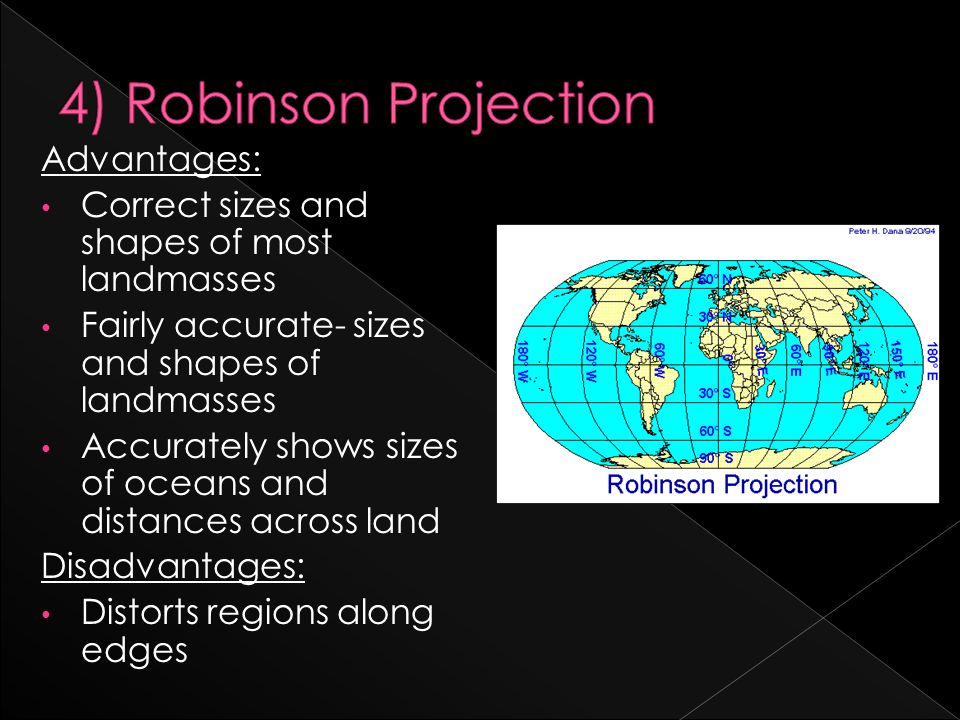 4) Robinson Projection
Advantages:
• Correct sizes and
shapes of most
landmasses
• Fairly accurate- sizes
and shapes of
landmasses
• Accurately shows sizes
of oceans and
distances across land
Disadvantages:
• Distorts regions along
edges
Peter H. Dana 9/20/94
60° N
30° N
180° W
120° W
60° W
0°
30° E
60° E
90° E
120° E
150° E
180° E
30° S
60° S
90° S
Robinson Projection